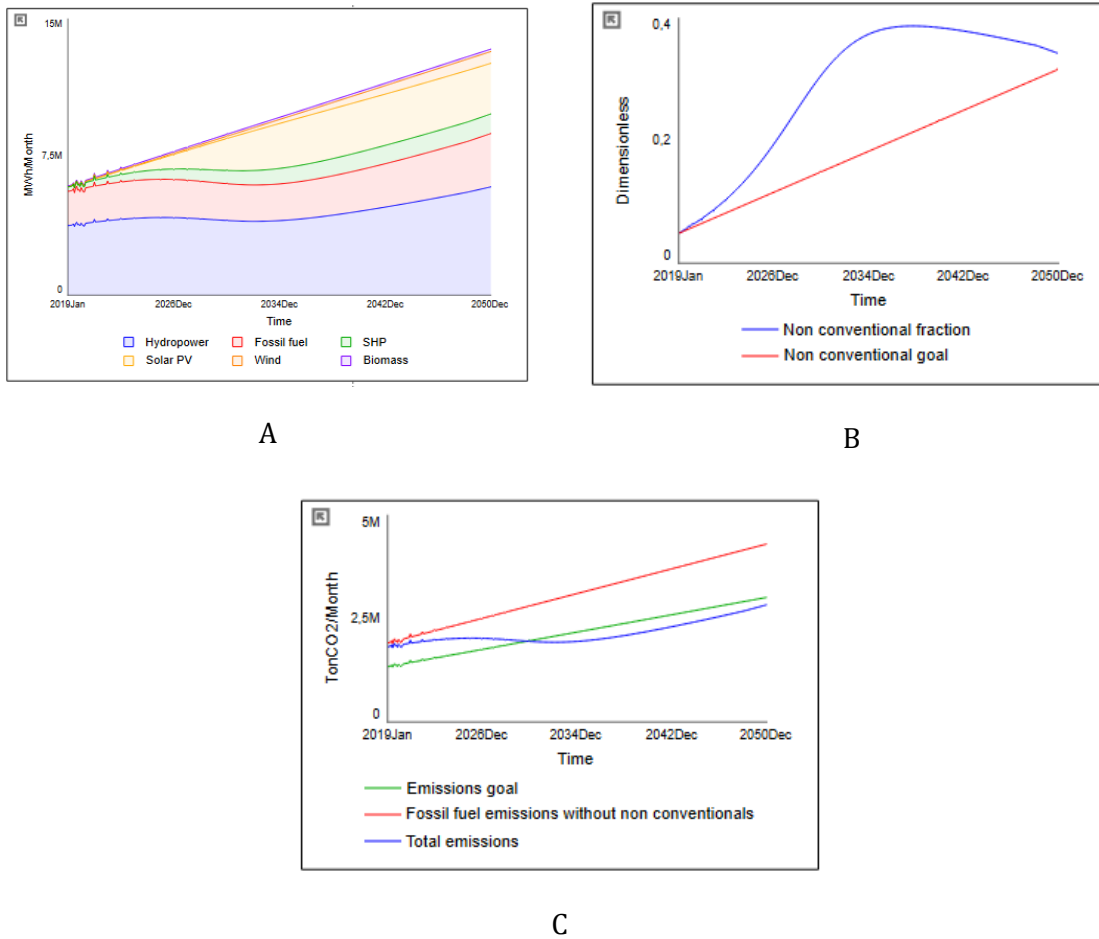 15M
7,5M
0
MWh/Month
2019Jan 2026Dec 2034Dec 2042Dec 2050Dec
Time
Hydropower Fossil fuel SHP
Solar PV Wind Biomass
A
0,4
0,2
0
Dimensionless
2019Jan 2026Dec 2034Dec 2042Dec 2050Dec
Time
Non conventional fraction
Non conventional goal
B
5M
2,5M
0
TonCO2/Month
2019Jan 2026Dec 2034Dec 2042Dec 2050Dec
Time
Emissions goal
Fossil fuel emissions without non conventionals
Total emissions
C